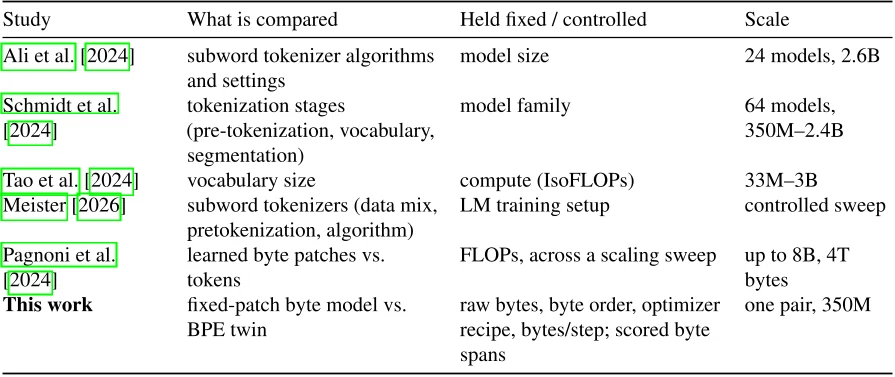 Study What is compared Held fixed / controlled Scale
Ali et al. [2024] subword tokenizer algorithms model size 24 models, 2.6B
and settings
Schmidt et al. tokenization stages model family 64 models,
[2024] (pre-tokenization, vocabulary, 350M–2.4B
segmentation)
Tao et al. [2024] vocabulary size compute (IsoFLOPs) 33M–3B
Meister [2026] subword tokenizers (data mix, LM training setup controlled sweep
pretokenization, algorithm)
Pagnoni et al. learned byte patches vs. FLOPs, across a scaling sweep up to 8B, 4T
[2024] tokens bytes
This work fixed-patch byte model vs. raw bytes, byte order, optimizer one pair, 350M
BPE twin recipe, bytes/step; scored byte
spans